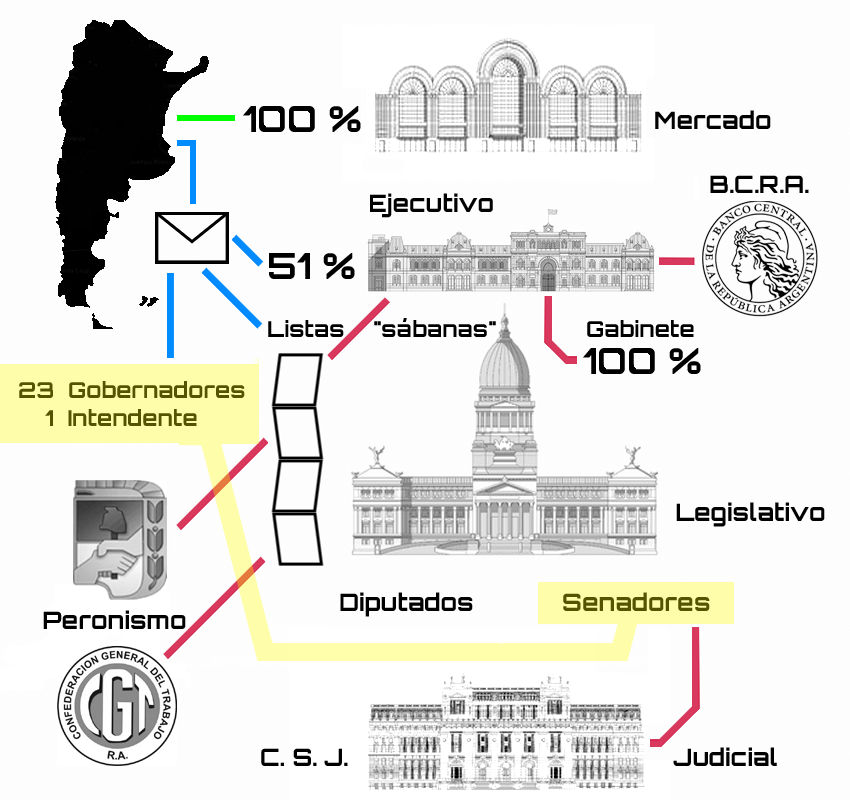 100 %
Mercado
B.C.R.A.
Ejecutivo
BANCO CENTRAL
DE LA REPÚBLICA ARGENTINA
51 %
Listas "sábanas"
Gabinete
100 %
23 Gobernadores
1 Intendente
Legislativo
Diputados
Senadores
Peronismo
CONFEDERACION GENERAL DEL TRABAJO
CGT
R.A.
C. S. J.
Judicial